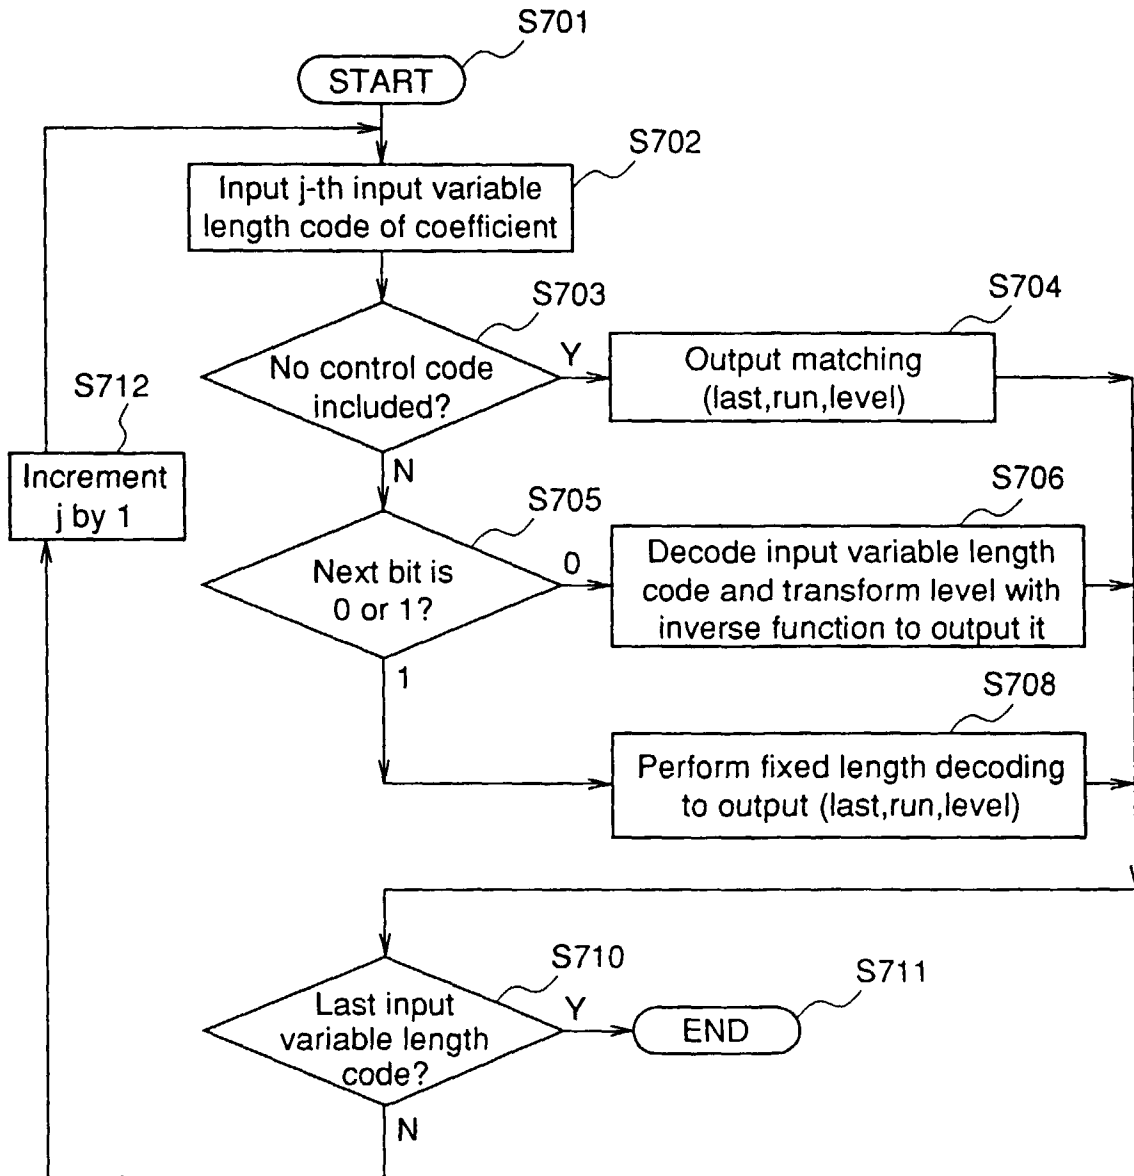 S701
START
S702
Input j-th input variable
length code of coefficient
S703
No control code
included?
Y
S704
Output matching
(last,run,level)
S712
Increment
j by 1
N
S705
Next bit is
0 or 1?
0
S706
Decode input variable length
code and transform level with
inverse function to output it
1
S708
Perform fixed length decoding
to output (last,run,level)
S710
Last input
variable length
code?
Y
S711
END
N